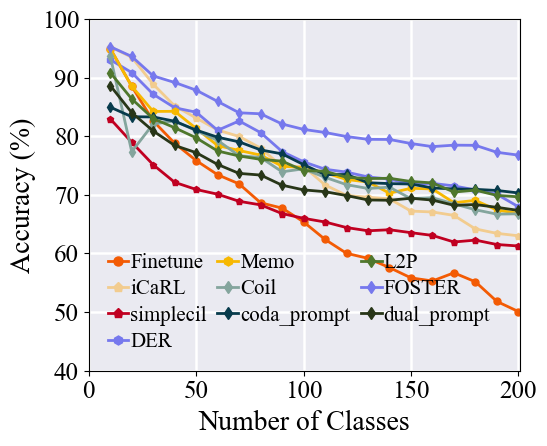 100
90
80
70
60
50
40
Accuracy (%)
Finetune Memo L2P
iCaRL Coil FOSTER
simplecil coda_prompt dual_prompt
DER
0 50 100 150 200
Number of Classes